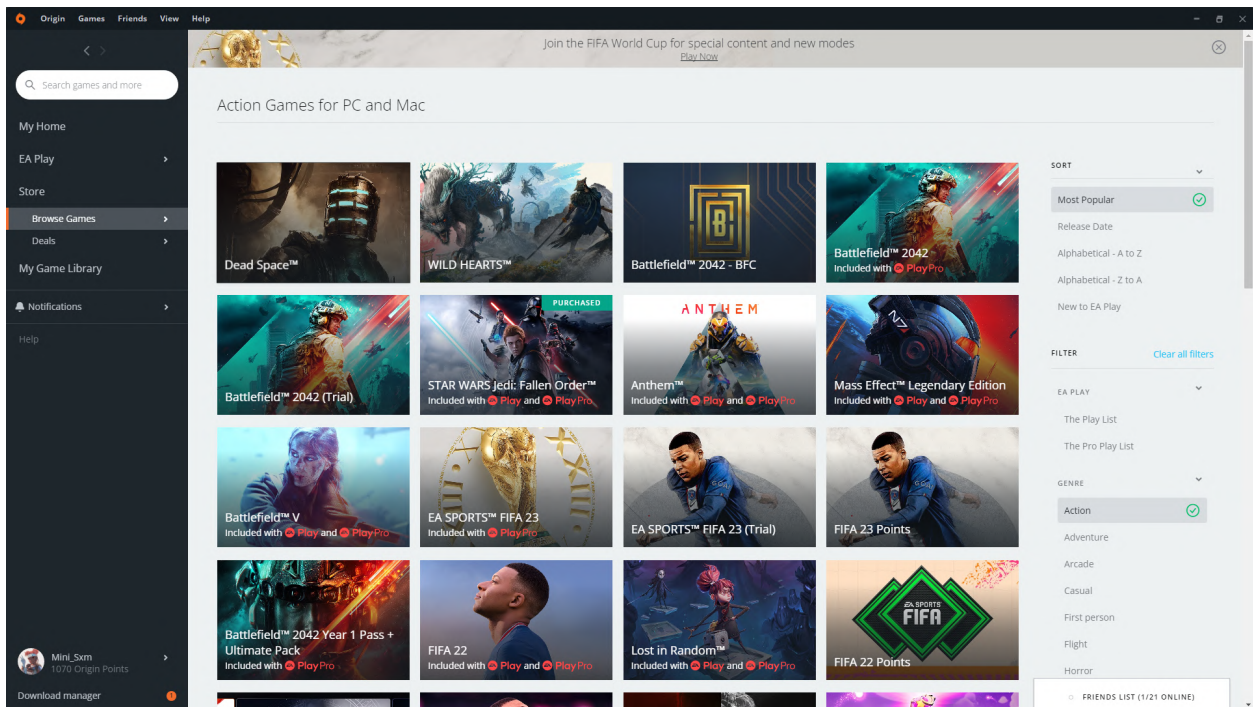 Origin Games Friends View Help
Join the FIFA World Cup for special content and new modes
Play Now
Search games and more
My Home
EA Play
Store
Browse Games
Deals
My Game Library
Notifications
Help
Mini_Sxm
1070 Origin Points
Download manager
1
Action Games for PC and Mac
Dead Space™
WILD HEARTS™
B
Battlefield™ 2042 - BFC
Battlefield™ 2042
Included with Play Pro
Battlefield™ 2042 (Trial)
PURCHASED
STAR WARS Jedi: Fallen Order™
Included with Play and Play Pro
ANTHEM
Anthem™
Included with Play and Play Pro
N7
Mass Effect™ Legendary Edition
Included with Play and Play Pro
Battlefield™ V
Included with Play and Play Pro
EA SPORTS™ FIFA 23
Included with Play Pro
EA SPORTS™ FIFA 23 (Trial)
FIFA 23 Points
Battlefield™ 2042 Year 1 Pass +
Ultimate Pack
Included with Play Pro
FIFA 22
Included with Play and Play Pro
Lost in Random™
Included with Play and Play Pro
EA SPORTS
FIFA
FIFA 22 Points
SORT
Most Popular
Release Date
Alphabetical - A to Z
Alphabetical - Z to A
New to EA Play
FILTER
Clear all filters
EA PLAY
The Play List
The Pro Play List
GENRE
Action
Adventure
Arcade
Casual
First person
Flight
Horror
FRIENDS LIST (1/21 ONLINE)